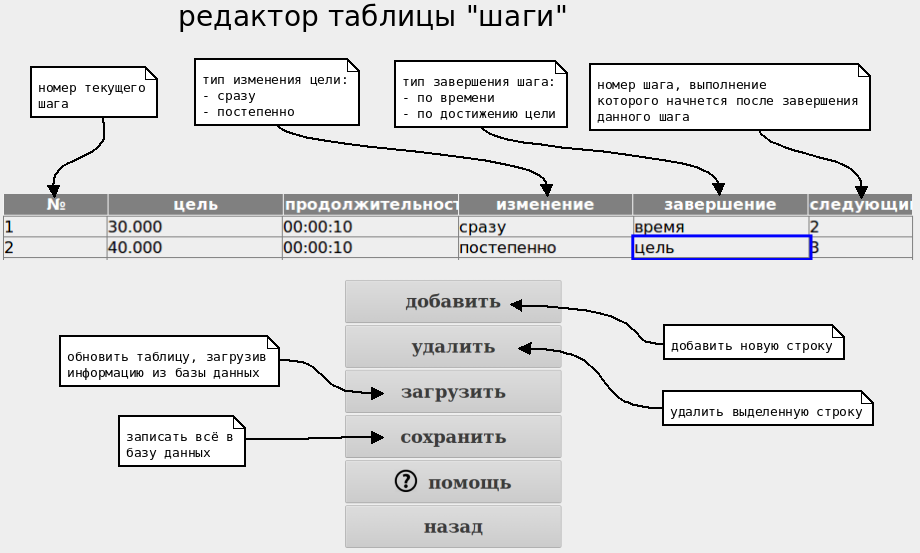 редактор таблицы "шаги"
номер текущего
шага
тип изменения цели:
- сразу
- постепенно
тип завершения шага:
- по времени
- по достижению цели
номер шага, выполнение
которого начнется после завершения
данного шага
№ цель продолжительност изменение завершение следующи
1 30.000 00:00:10 сразу время 2
2 40.000 00:00:10 постепенно цель 3
добавить
добавить новую строку
удалить
удалить выделенную строку
обновить таблицу, загрузив
информацию из базы данных
загрузить
записать всё в
базу данных
сохранить
? помощь
назад